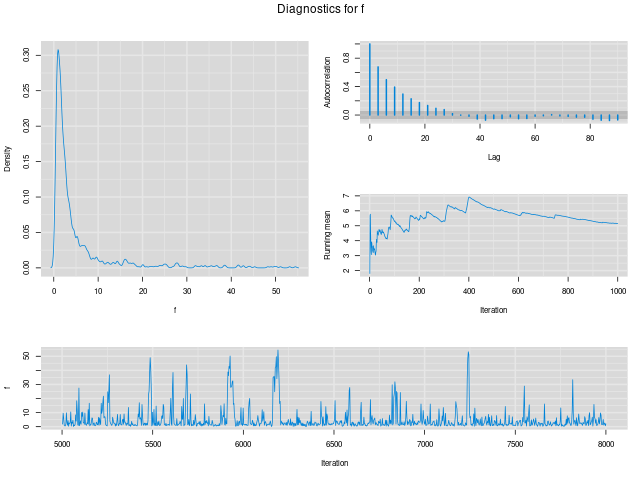 Diagnostics for f
Density
0.00
0.05
0.10
0.15
0.20
0.25
0.30
0 10 20 30 40 50
f
Autocorrelation
0.0
0.4
0.8
0 20 40 60 80
Lag
Running mean
2
3
4
5
6
7
0 200 400 600 800 1000
Iteration
f
0
10
30
50
5000 5500 6000 6500 7000 7500 8000
Iteration